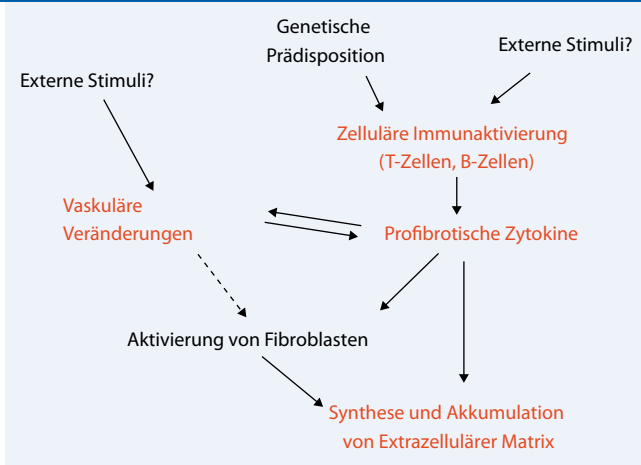 Genetische
Prädisposition
Externe Stimuli?
Externe Stimuli?
Zelluläre Immunaktivierung
(T-Zellen, B-Zellen)
Vaskuläre
Veränderungen
Profibrotische Zytokine
Aktivierung von Fibroblasten
Synthese und Akkumulation
von Extrazellulärer Matrix